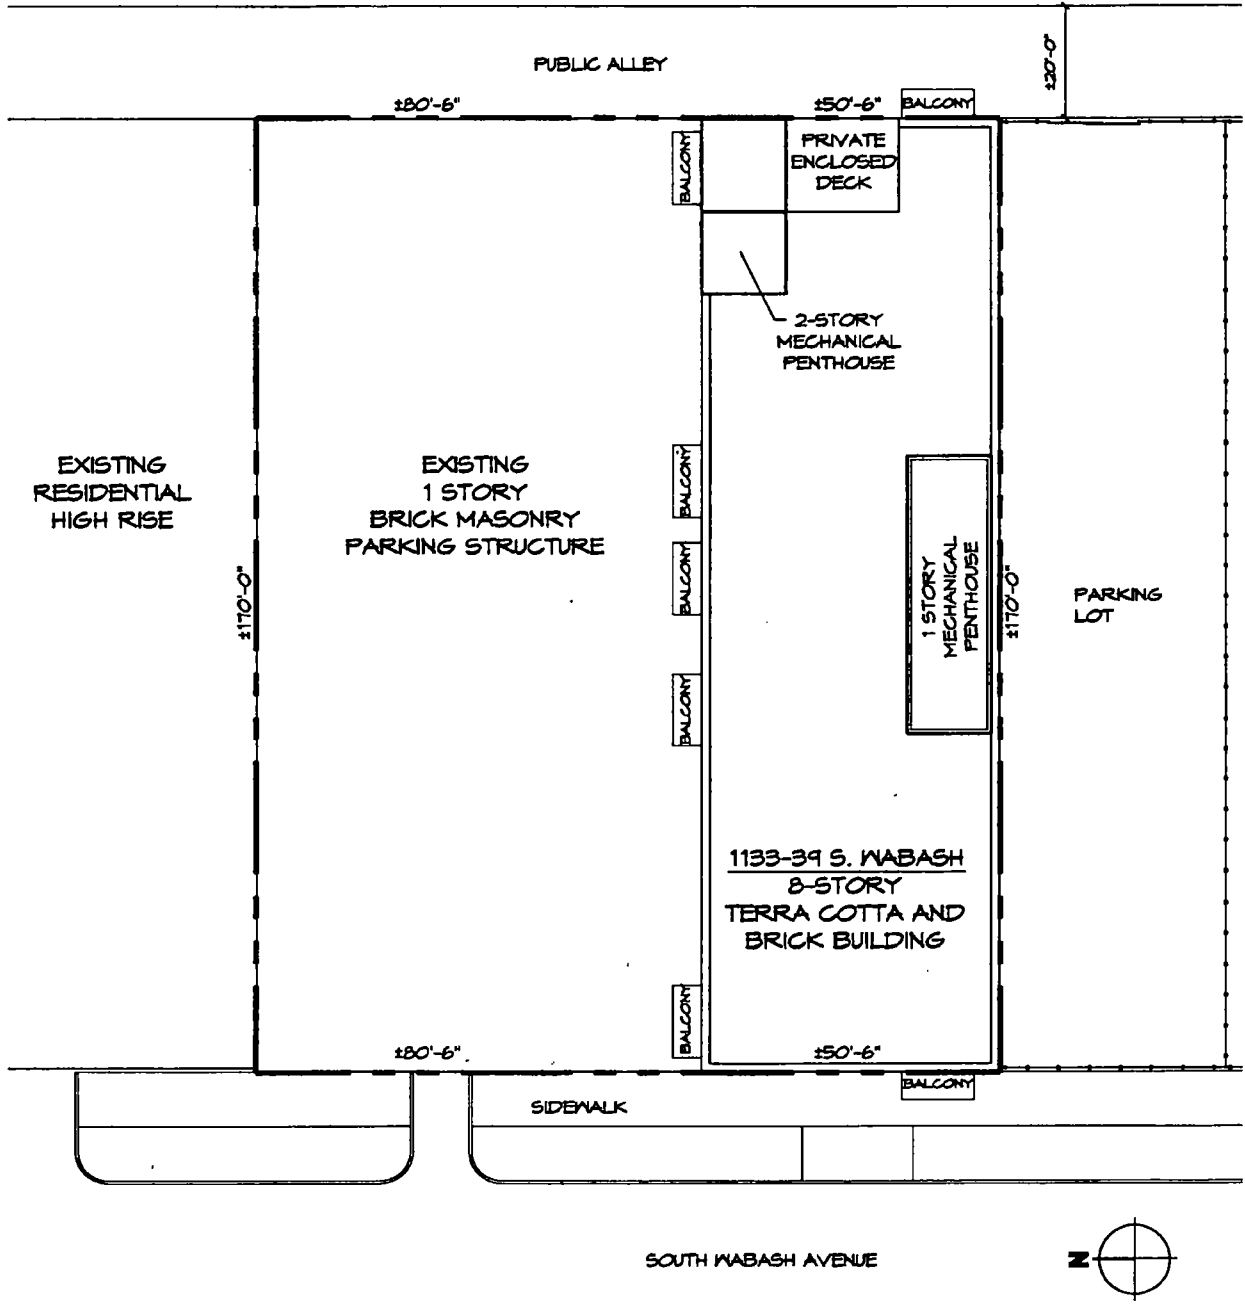 PUBLIC ALLEY
±20'-0"
±80'-6"
±50'-6"
BALCONY
BALCONY
PRIVATE
ENCLOSED
DECK
2-STORY
MECHANICAL
PENTHOUSE
EXISTING
RESIDENTIAL
HIGH RISE
EXISTING
1 STORY
BRICK MASONRY
PARKING STRUCTURE
BALCONY
BALCONY
BALCONY
±170'-0"
1 STORY
MECHANICAL
PENTHOUSE
±170'-0"
PARKING
LOT
1133-39 S. WABASH
8-STORY
TERRA COTTA AND
BRICK BUILDING
BALCONY
±80'-6"
±50'-6"
BALCONY
SIDEWALK
SOUTH WABASH AVENUE
N